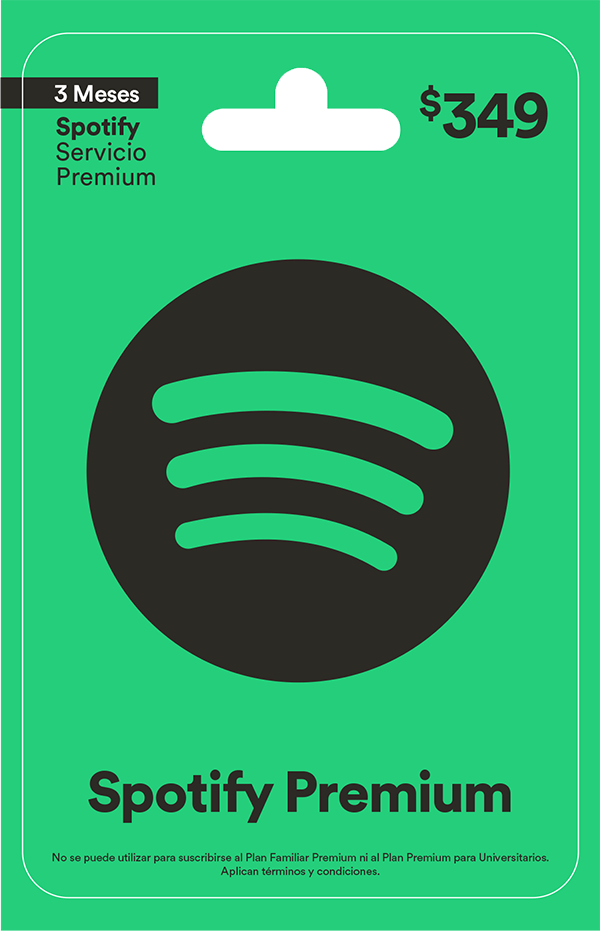 3 Meses
Spotify
Servicio
Premium
$349
Spotify Premium
No se puede utilizar para suscribirse al Plan Familiar Premium ni al Plan Premium para Universitarios.
Aplican términos y condiciones.